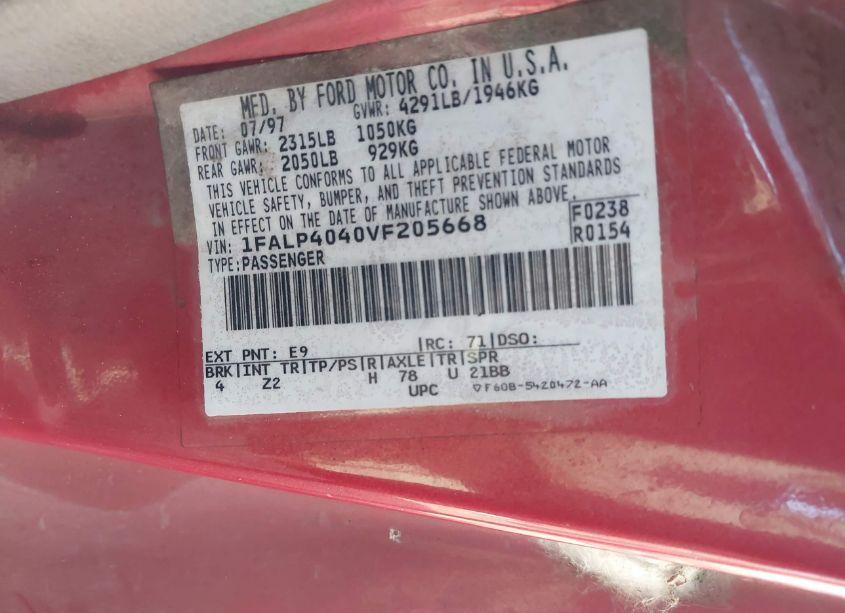 MFD. BY FORD MOTOR CO. IN U.S.A.
DATE: 07/97 GVWR: 4291LB/1946KG
FRONT GAWR: 2315LB 1050KG
REAR GAWR: 2050LB 929KG
THIS VEHICLE CONFORMS TO ALL APPLICABLE FEDERAL MOTOR
VEHICLE SAFETY, BUMPER, AND THEFT PREVENTION STANDARDS
IN EFFECT ON THE DATE OF MANUFACTURE SHOWN ABOVE.
VIN: 1FALP4040VF205668 F0238
TYPE:PASSENGER R0154
EXT PNT: E9 |RC: 71|DSO:
BRK|INT TR|TP/PS|R|AXLE|TR|SPR
4 Z2 H 78 U 21BB
UPC ▽F60B-5420472-AA